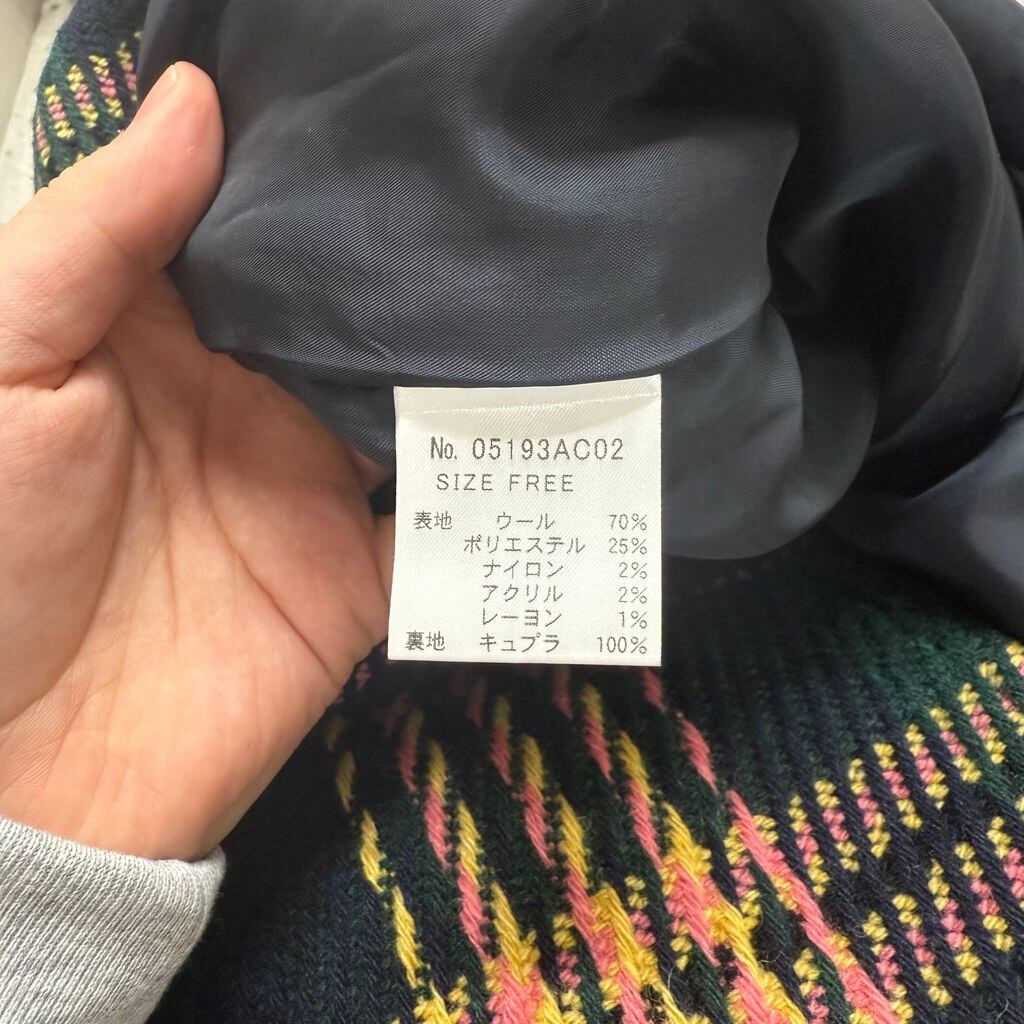 №. 05193AC02
SIZE FREE
表地 ウール 70%
ポリエステル 25%
ナイロン 2%
アクリル 2%
レーヨン 1%
裏地 キュプラ 100%